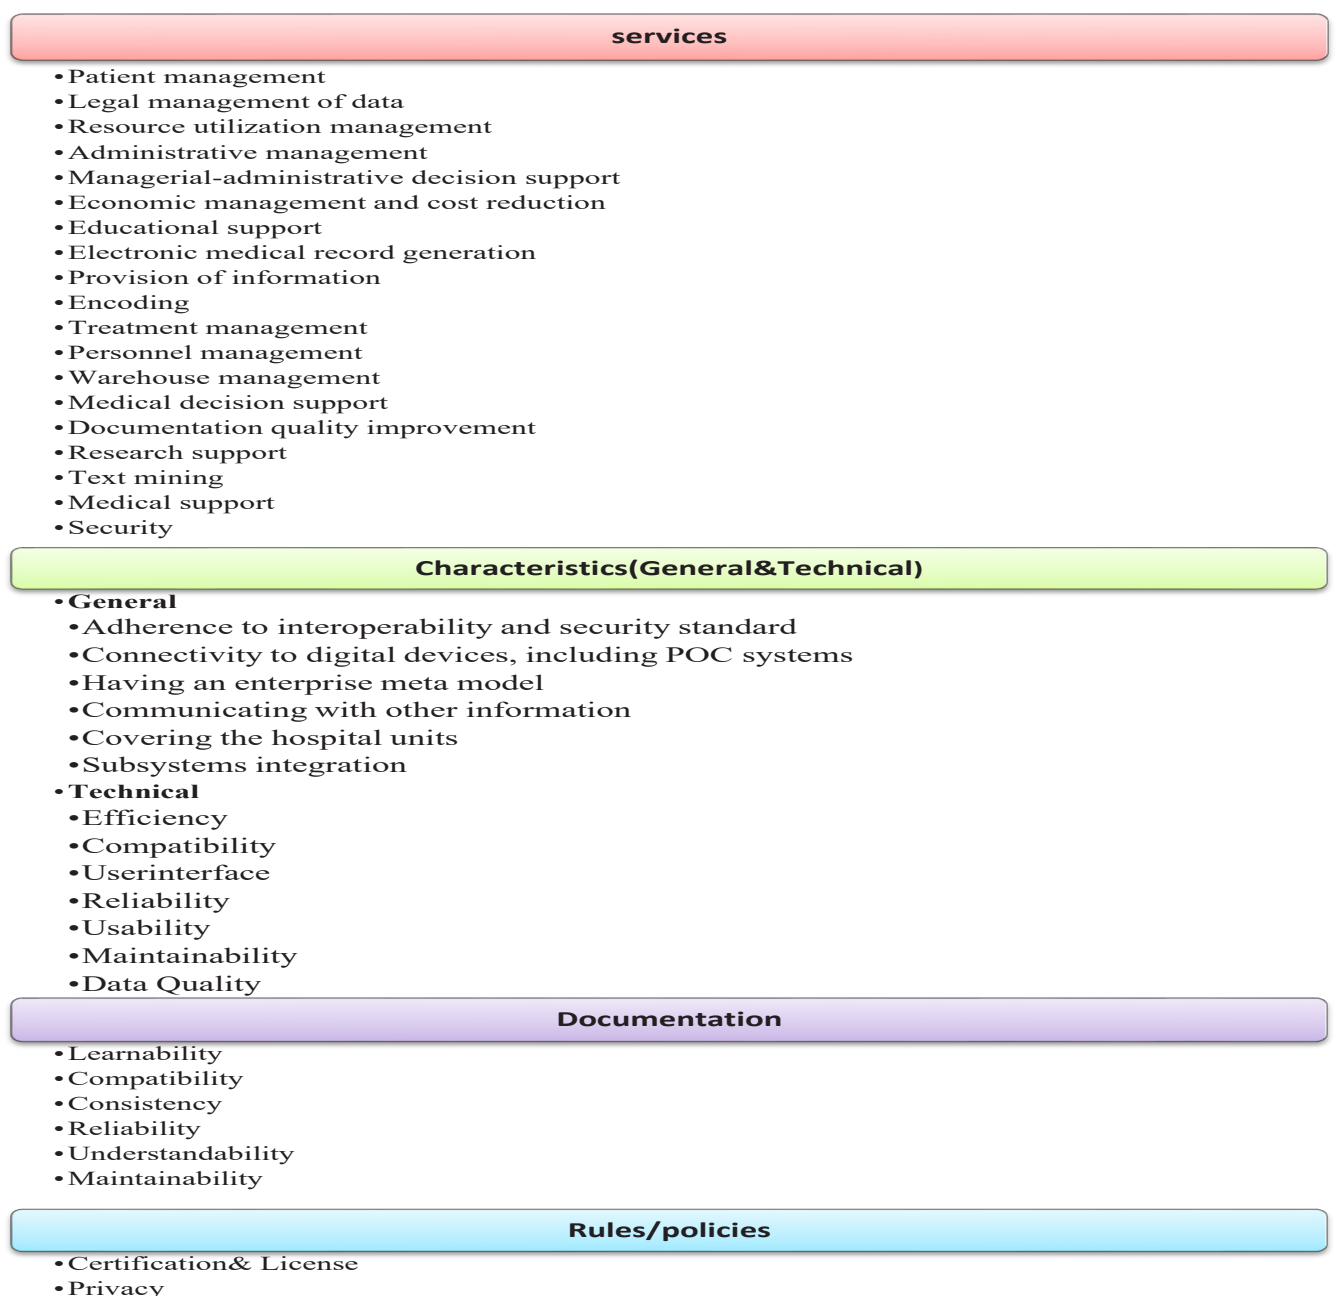 services
•Patient management
•Legal management of data
•Resource utilization management
•Administrative management
•Managerial-administrative decision support
•Economic management and cost reduction
•Educational support
•Electronic medical record generation
•Provision of information
•Encoding
•Treatment management
•Personnel management
•Warehouse management
•Medical decision support
•Documentation quality improvement
•Research support
•Text mining
•Medical support
•Security
Characteristics(General&Technical)
•General
•Adherence to interoperability and security standard
•Connectivity to digital devices, including POC systems
•Having an enterprise meta model
•Communicating with other information
•Covering the hospital units
•Subsystems integration
•Technical
•Efficiency
•Compatibility
•Userinterface
•Reliability
•Usability
•Maintainability
•Data Quality
Documentation
•Learnability
•Compatibility
•Consistency
•Reliability
•Understandability
•Maintainability
Rules/policies
•Certification& License
•Privacy